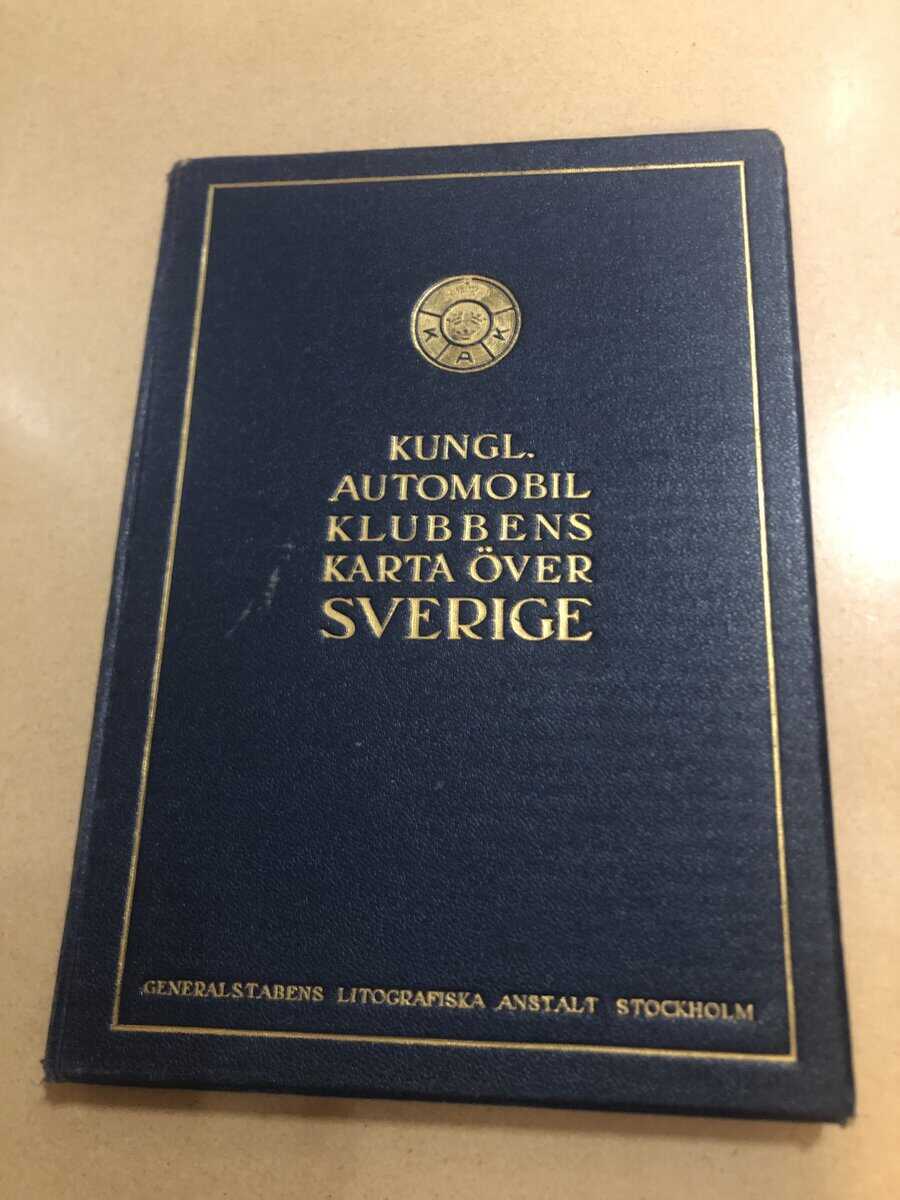 K A K
KUNGL.
AUTOMOBIL
KLUBBENS
KARTA ÖVER
SVERIGE
GENERALSTABENS LITOGRAFISKA ANSTALT STOCKHOLM